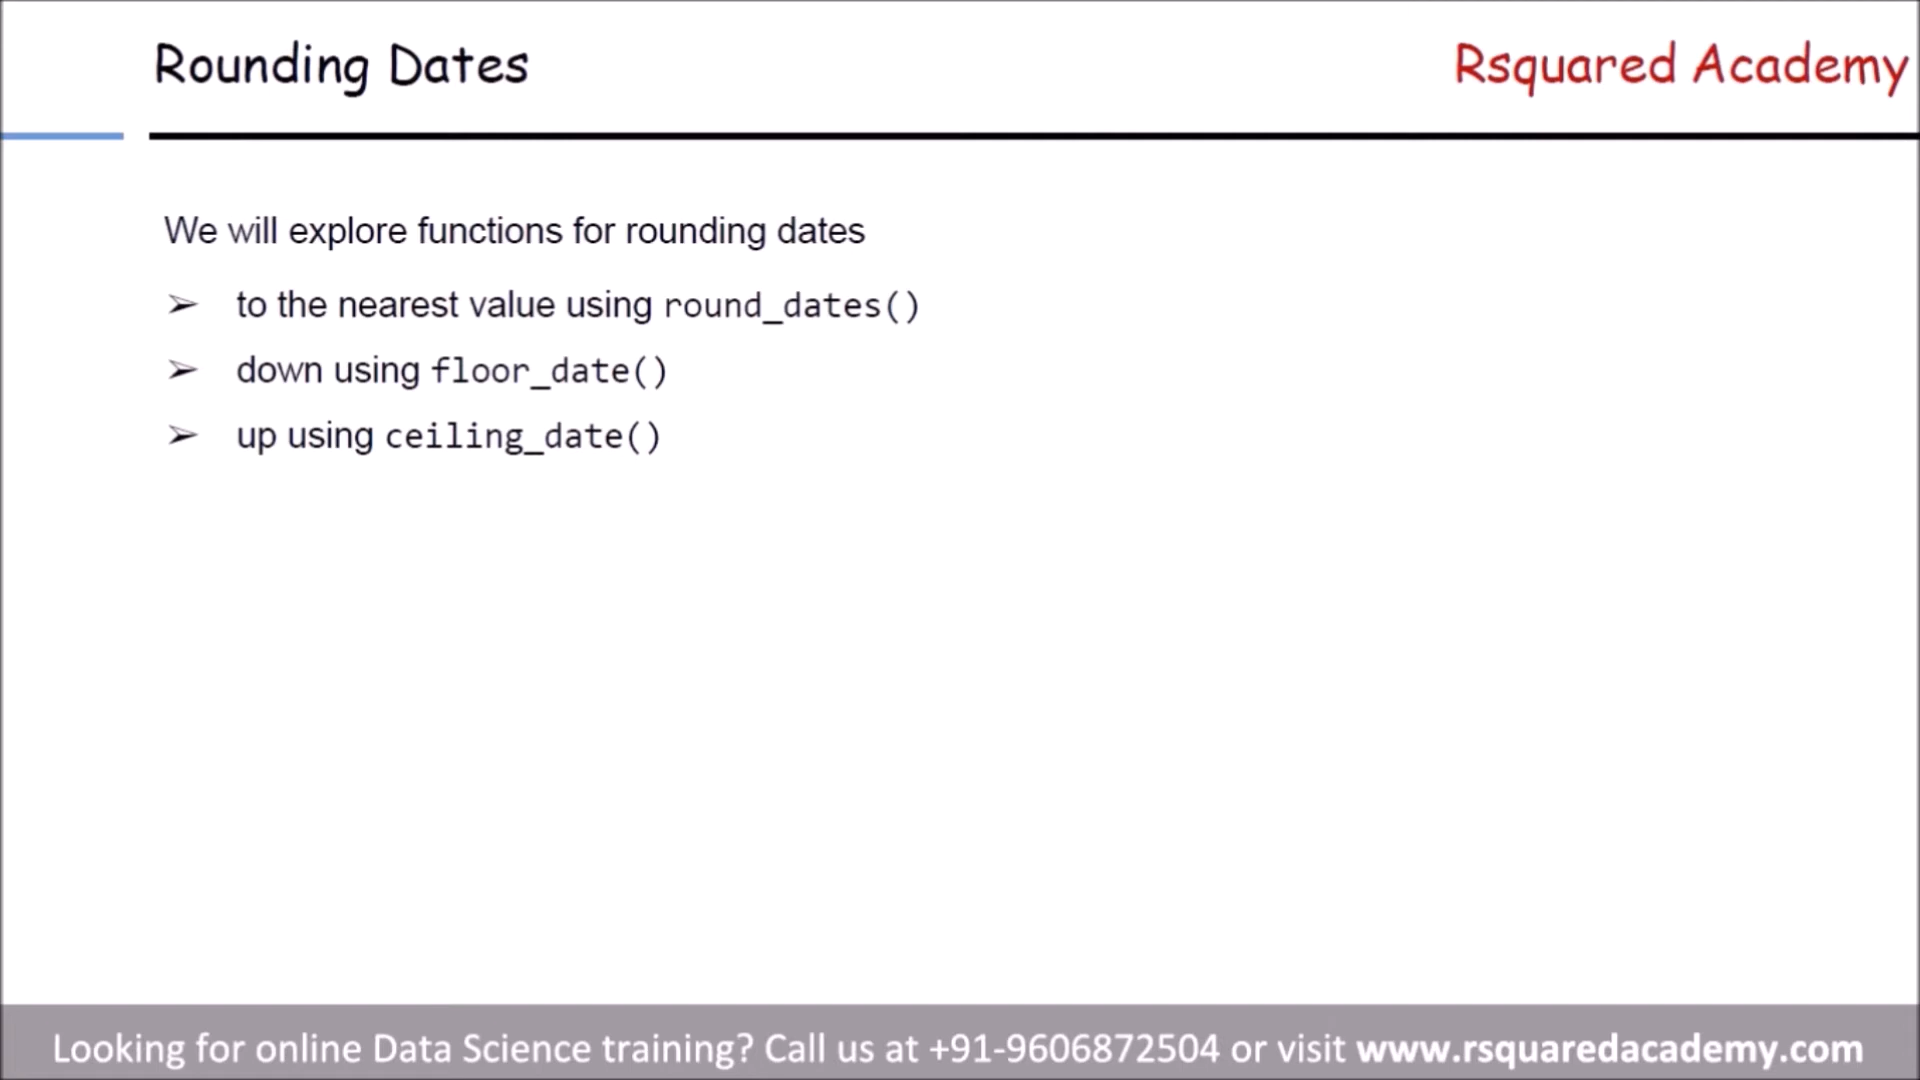 Rounding Dates
Rsquared Academy
We will explore functions for rounding dates
➢ to the nearest value using round_dates()
➢ down using floor_date()
➢ up using ceiling_date()
Looking for online Data Science training? Call us at +91-9606872504 or visit www.rsquaredacademy.com